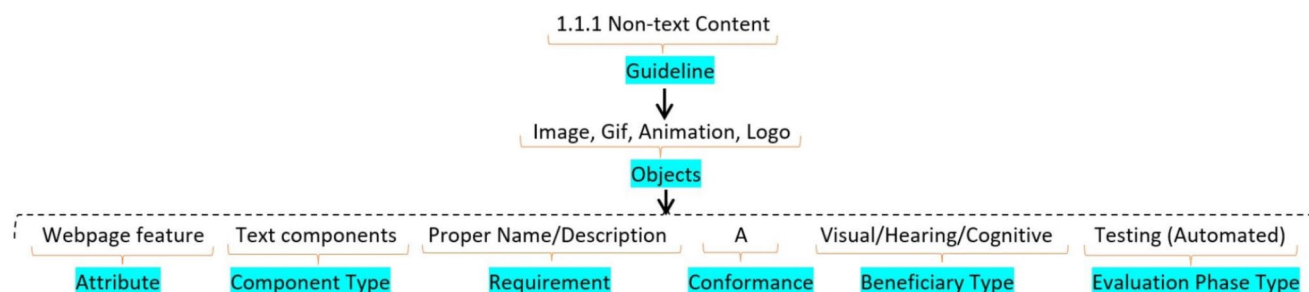 1.1.1 Non-text Content
Guideline
Image, Gif, Animation, Logo
Objects
Webpage feature Text components Proper Name/Description A Visual/Hearing/Cognitive Testing (Automated)
Attribute Component Type Requirement Conformance Beneficiary Type Evaluation Phase Type